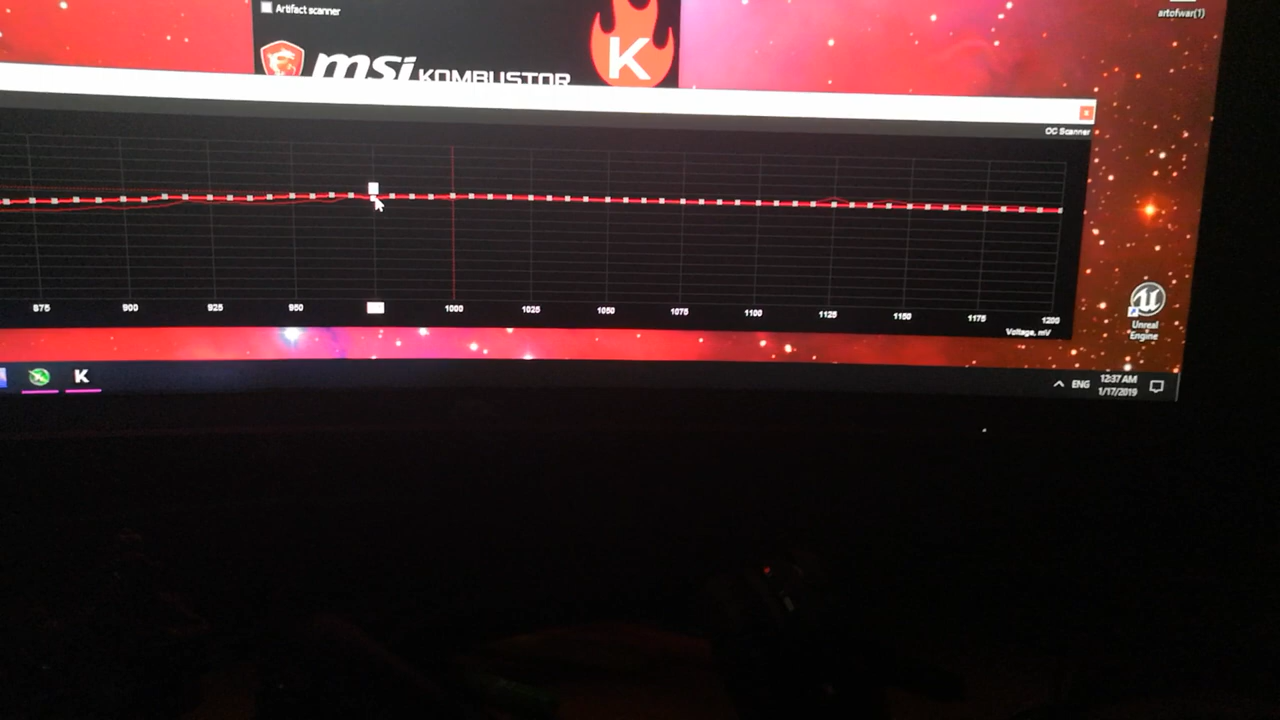 Artifact scanner
artofwar(1)
msi KOMBUSTOR
K
OC Scanner
875 900 925 950 1000 1025 1050 1075 1100 1125 1150 1175 1200
Voltage, mV
Unreal
Engine
K
ENG
12:37 AM
1/17/2019